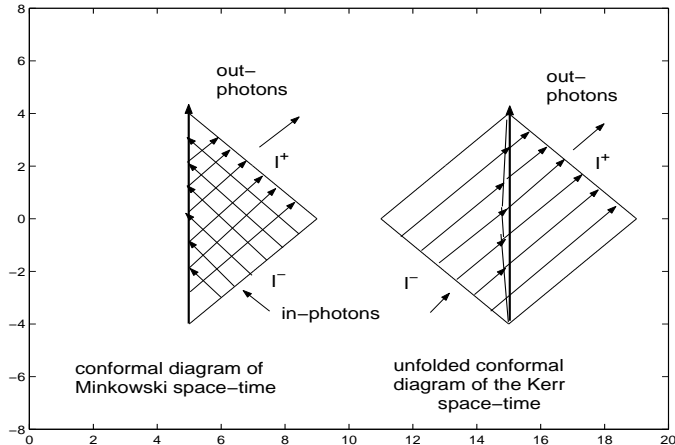 8
6
4
2
0
−2
−4
−6
−8
0
2
4
6
8
10
12
14
16
18
20
out−
photons
I+
I−
in−photons
conformal diagram of
Minkowski space−time
out−
photons
I+
I−
unfolded conformal
diagram of the Kerr
space−time